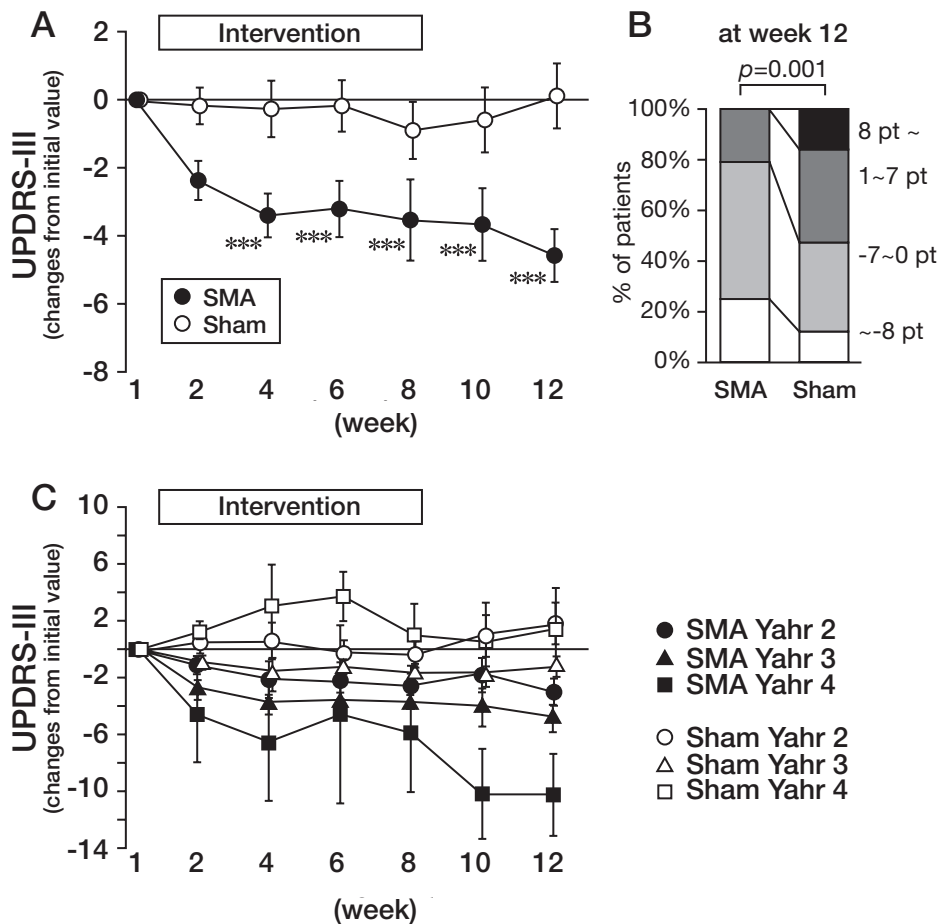 A
Intervention
2
0
-2
-4
-6
-8
UPDRS-III
(changes from initial value)
*** *** *** *** ***
SMA
Sham
1 2 4 6 8 10 12
(week)
B
at week 12
p=0.001
100%
80%
60%
40%
20%
0%
% of patients
8 pt ~
1~7 pt
-7~0 pt
~-8 pt
SMA Sham
C
Intervention
10
6
2
-2
-6
-10
-14
UPDRS-III
(changes from initial value)
1 2 4 6 8 10 12
(week)
SMA Yahr 2
SMA Yahr 3
SMA Yahr 4
Sham Yahr 2
Sham Yahr 3
Sham Yahr 4